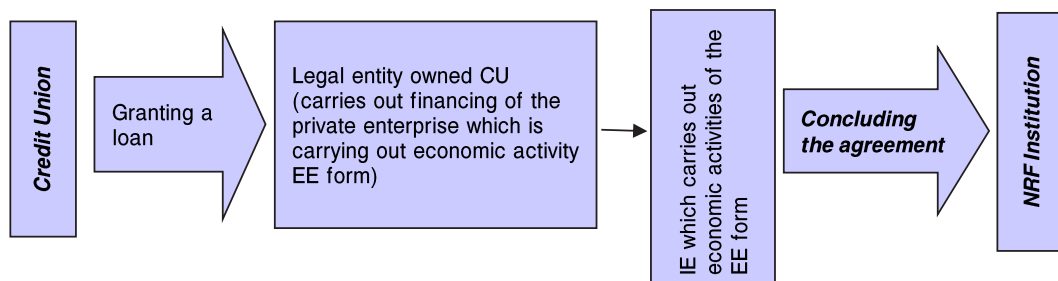 Credit Union
Granting a
loan
Legal entity owned CU
(carries out financing of the
private enterprise which is
carrying out economic activity
EE form)
IE which carries out
economic activities of the
EE form
Concluding
the agreement
NRF Institution